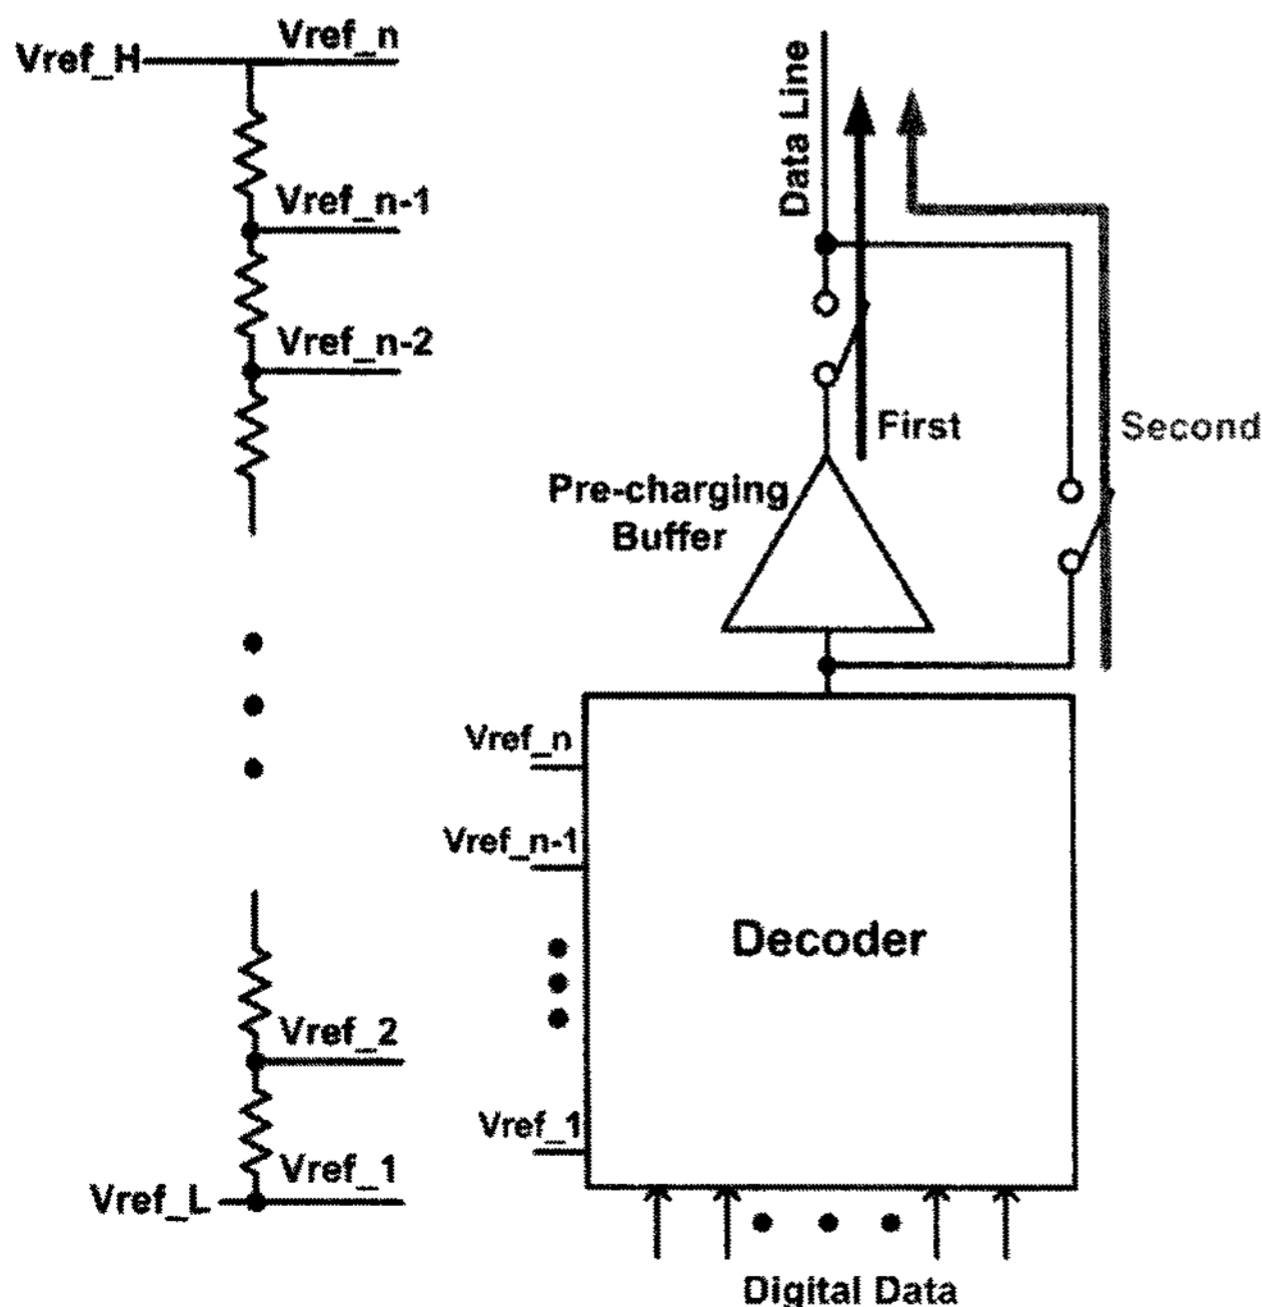 Vref_H
Vref_n
Vref_n-1
Vref_n-2
Vref_2
Vref_1
Vref_L
Data Line
First
Second
Pre-charging
Buffer
Vref_n
Vref_n-1
Vref_1
Decoder
Digital Data